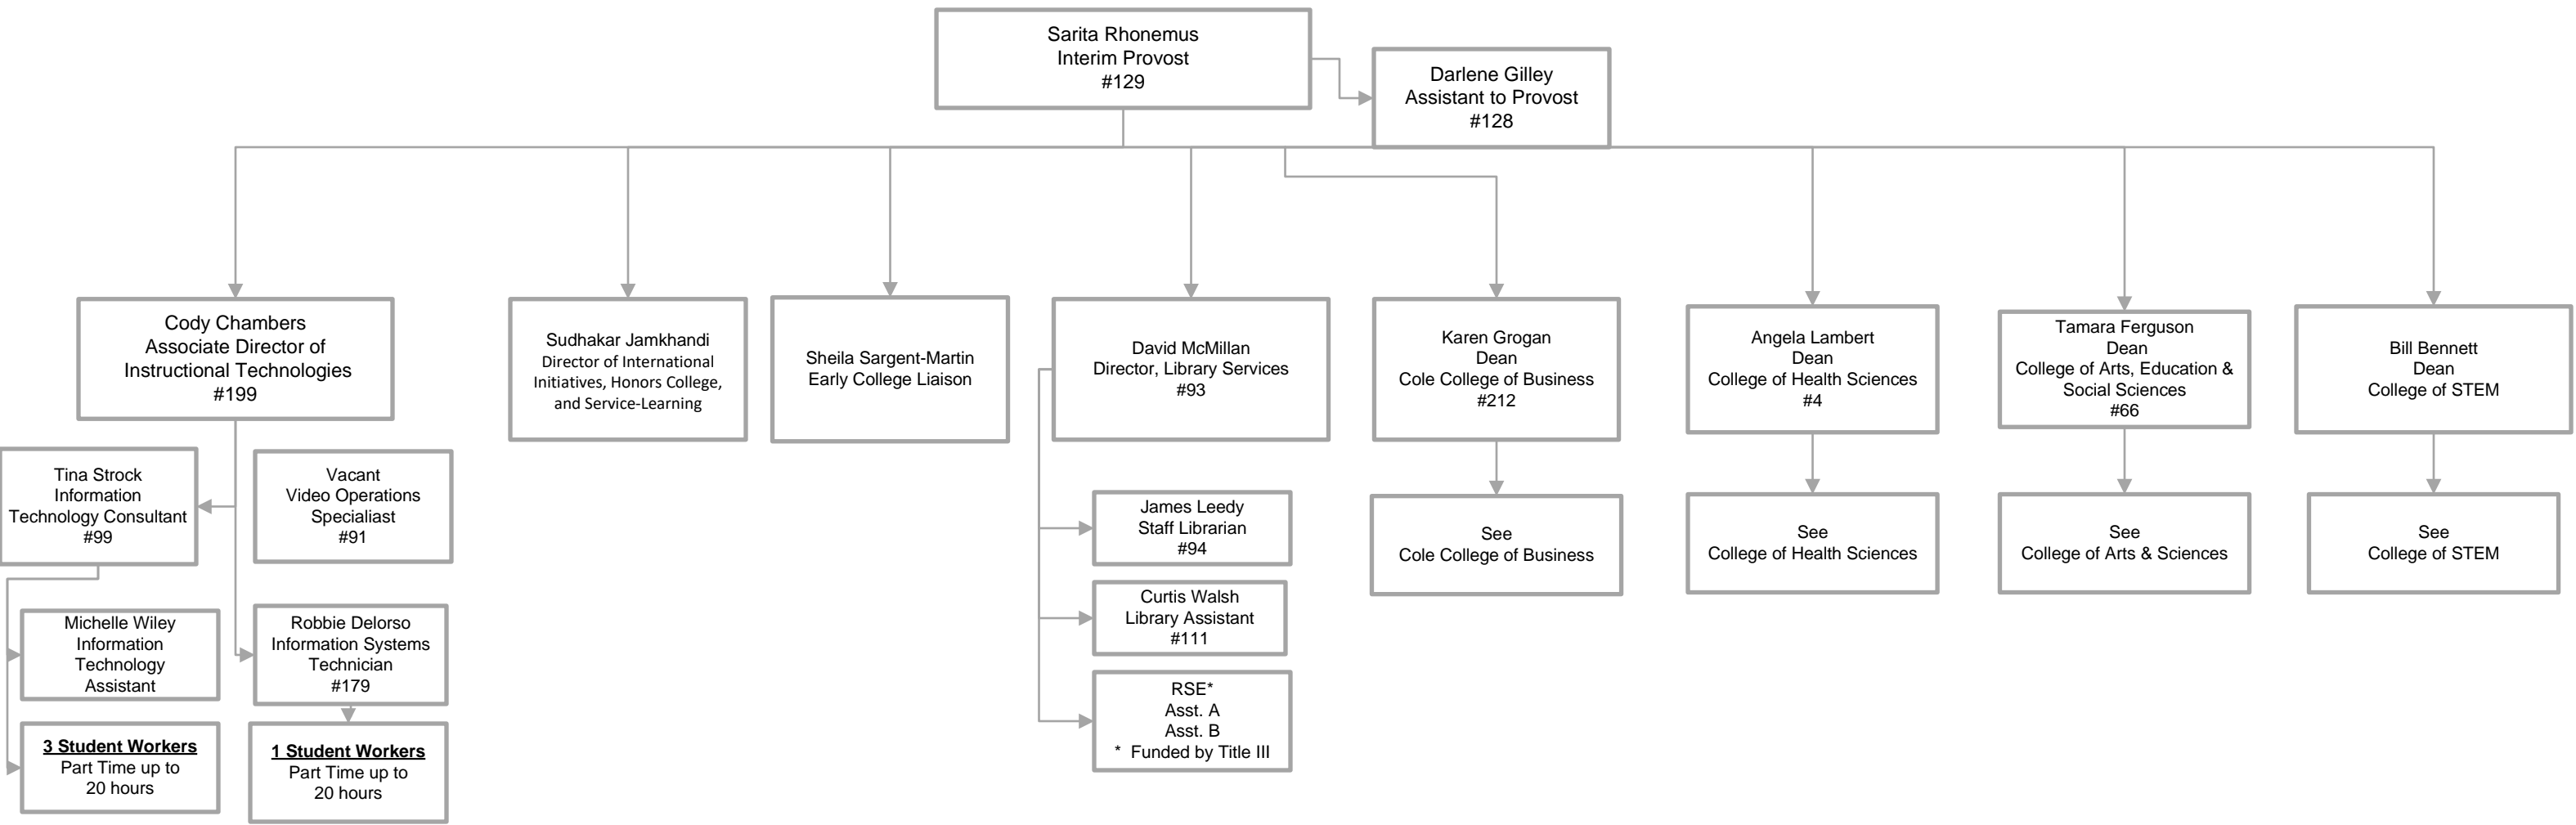 Sarita Rhonemus
Interim Provost
#129
Darlene Gilley
Assistant to Provost
#128
Cody Chambers
Associate Director of
Instructional Technologies
#199
Sudhakar Jamkhandi
Director of International
Initiatives, Honors College,
and Service-Learning
Sheila Sargent-Martin
Early College Liaison
David McMillan
Director, Library Services
#93
Karen Grogan
Dean
Cole College of Business
#212
Angela Lambert
Dean
College of Health Sciences
#4
Tamara Ferguson
Dean
College of Arts, Education &
Social Sciences
#66
Bill Bennett
Dean
College of STEM
Tina Strock
Information
Technology Consultant
#99
Vacant
Video Operations
Specialiast
#91
James Leedy
Staff Librarian
#94
See
Cole College of Business
See
College of Health Sciences
See
College of Arts & Sciences
See
College of STEM
Michelle Wiley
Information
Technology
Assistant
Robbie Delorso
Information Systems
Technician
#179
Curtis Walsh
Library Assistant
#111
RSE*
Asst. A
Asst. B
* Funded by Title III
3 Student Workers
Part Time up to
20 hours
1 Student Workers
Part Time up to
20 hours